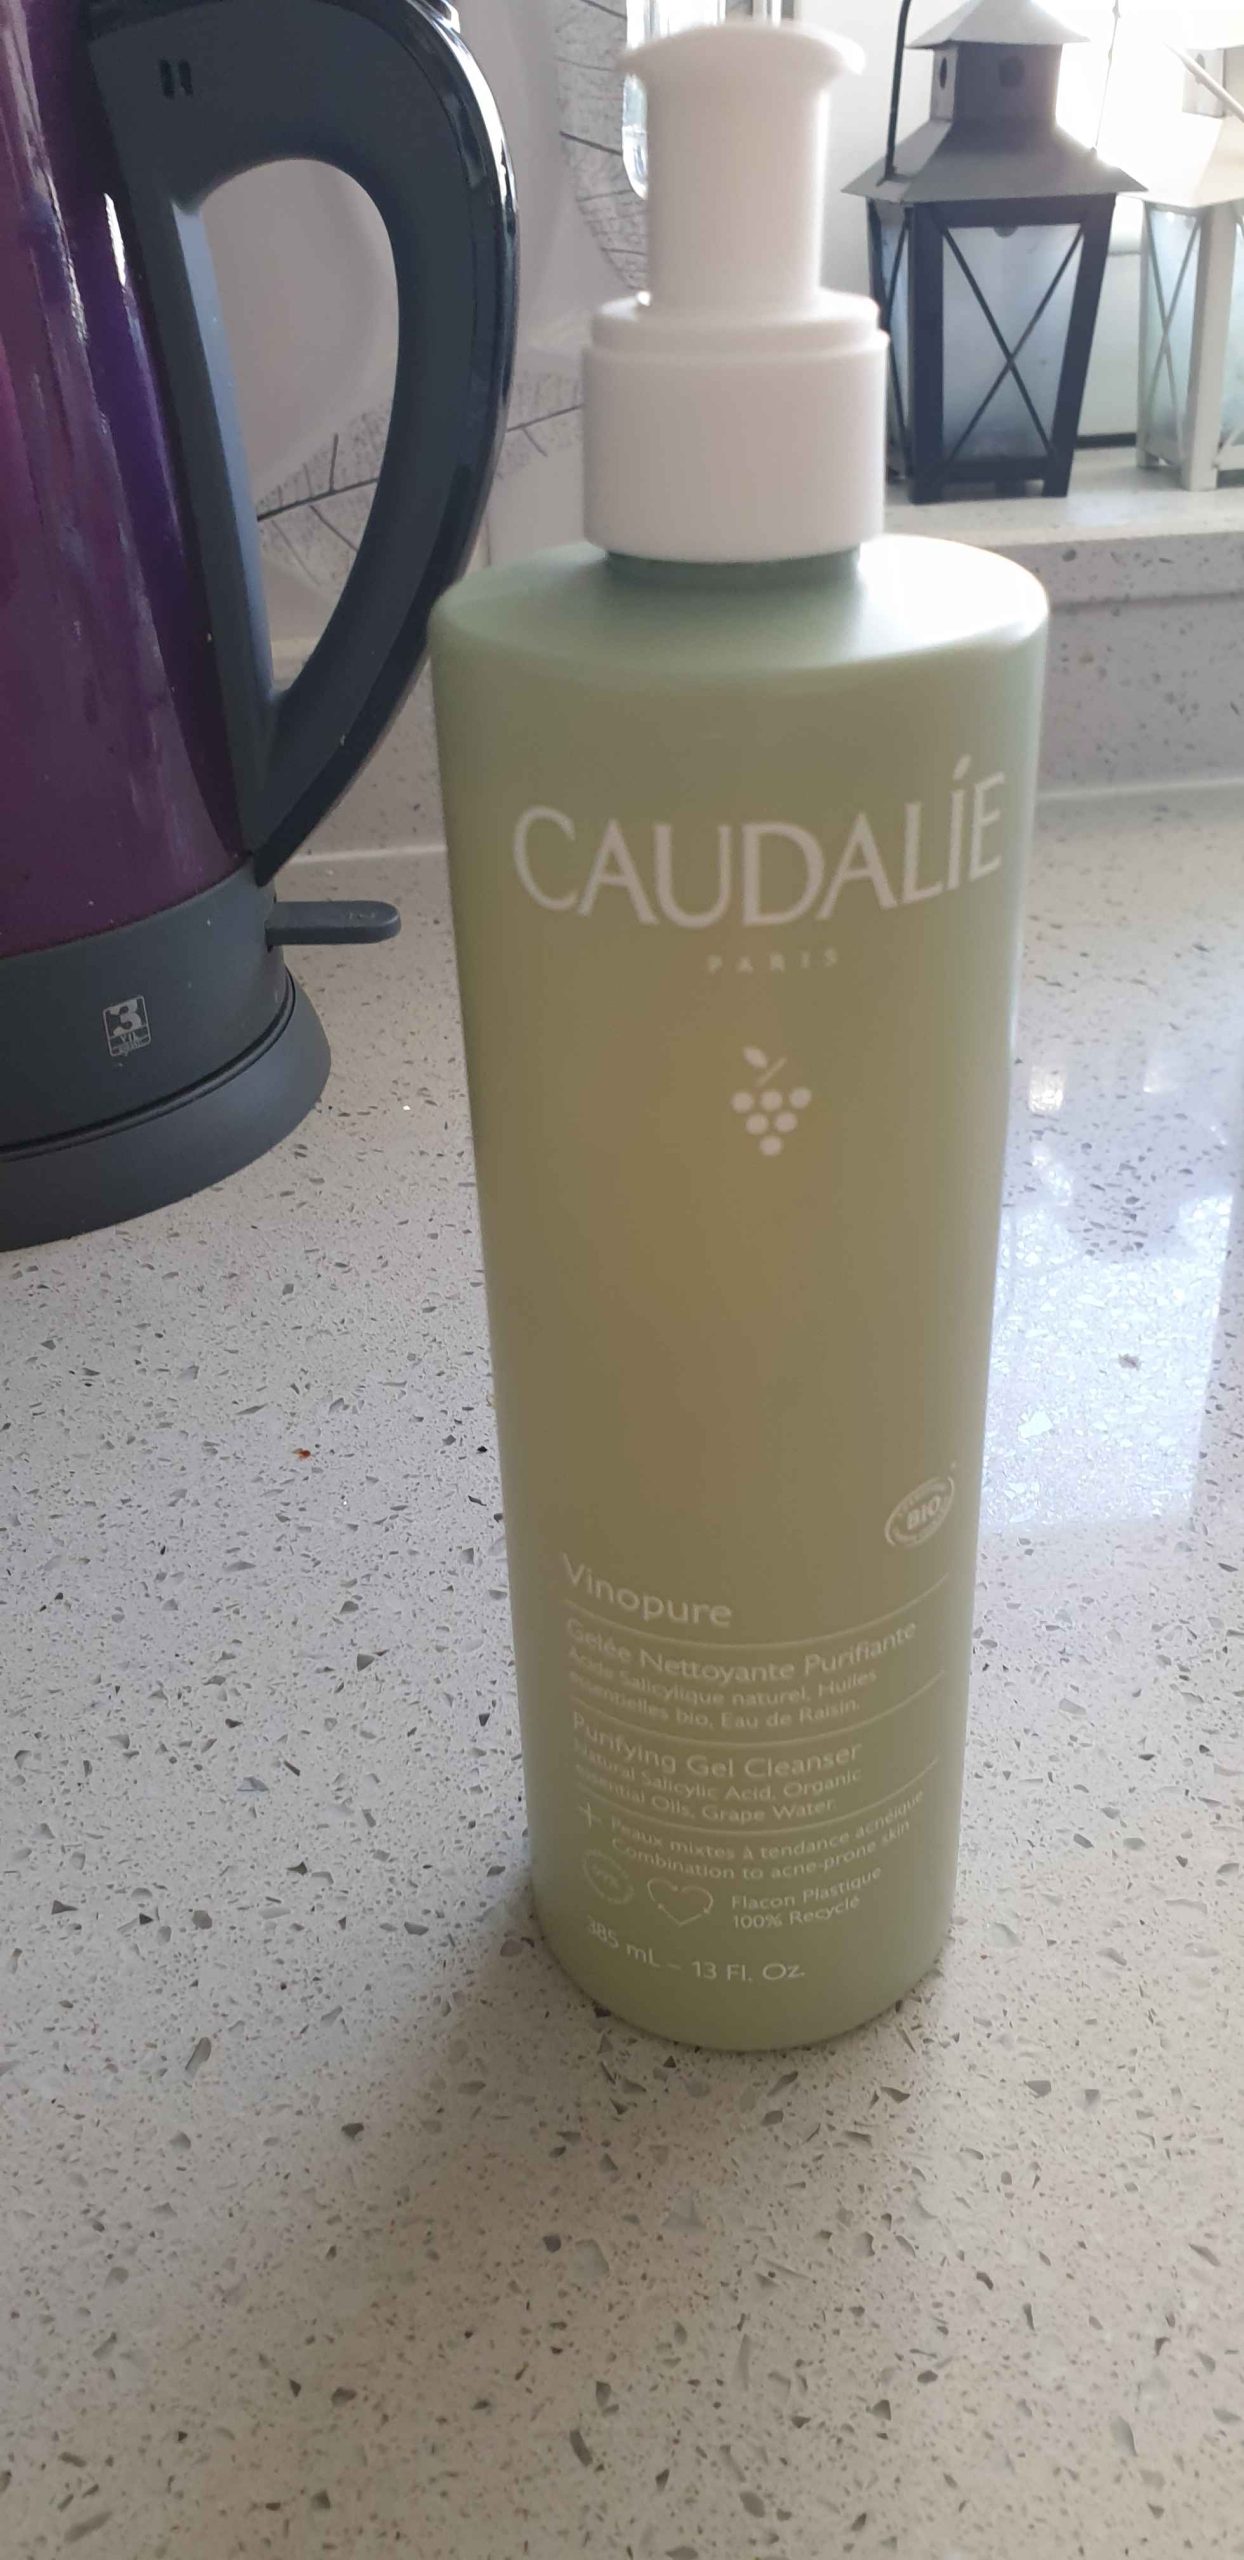 CAUDALÍE
PARIS
BIO
Vinopure
Gelée Nettoyante Purifiante
Acide Salicylique naturel, Huiles
essentielles bio, Eau de Raisin.
Purifying Gel Cleanser
Natural Salicylic Acid, Organic
essential Oils, Grape Water.
+ Peaux mixtes à tendance acnéique
Combination to acne-prone skin
Flacon Plastique
100% Recyclé
385 mL - 13 Fl. Oz
3